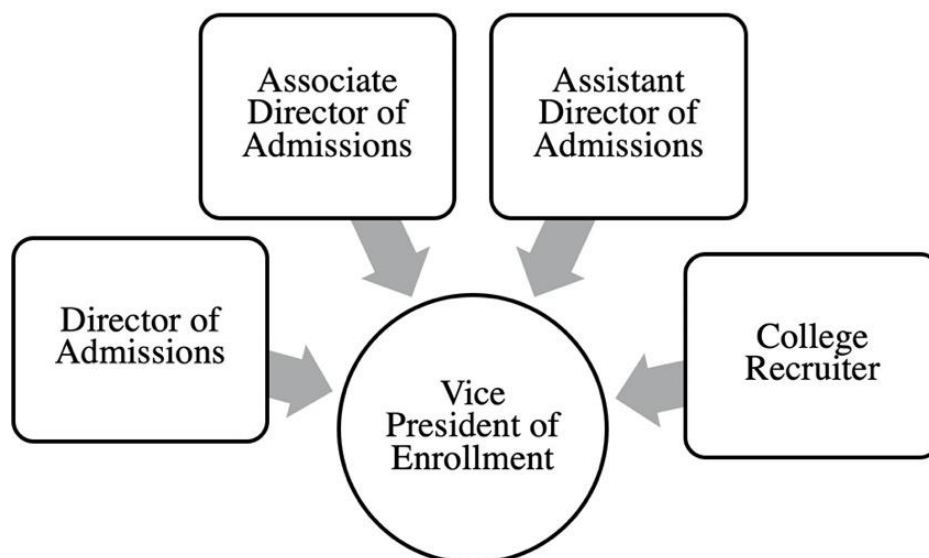 Associate
Director of
Admissions
Assistant
Director of
Admissions
Director of
Admissions
College
Recruiter
Vice
President of
Enrollment